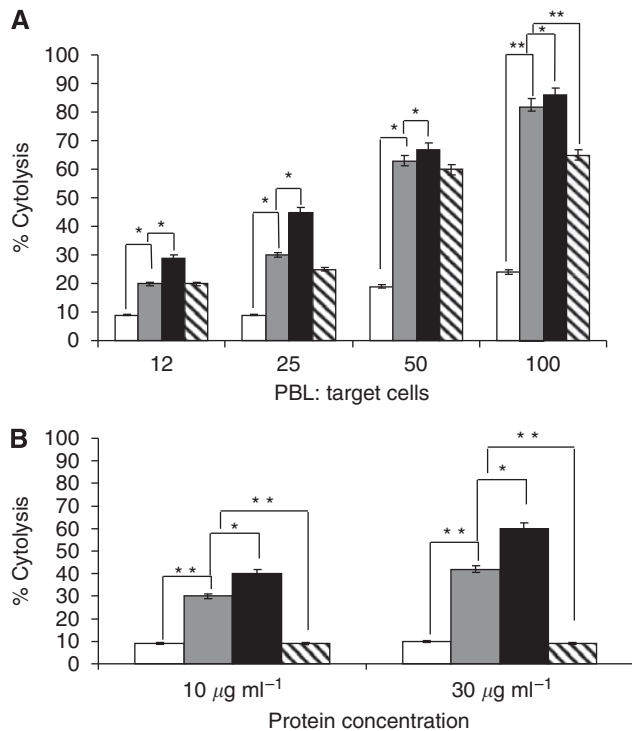 A
% Cytolysis
100
90
80
70
60
50
40
30
20
10
0
* *
* *
* *
** * **
12 25 50 100
PBL: target cells
B
% Cytolysis
100
90
80
70
60
50
40
30
20
10
0
** * **
** * **
10 μg ml⁻¹ 30 μg ml⁻¹
Protein concentration